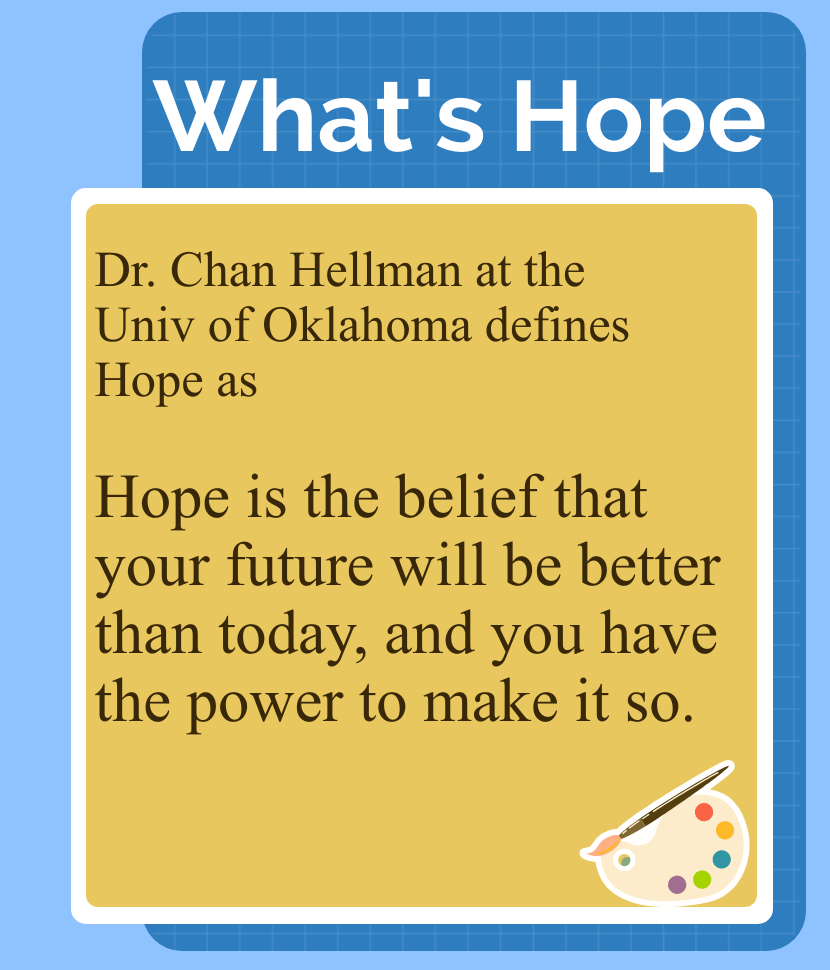 What's Hope
Dr. Chan Hellman at the
Univ of Oklahoma defines
Hope as
Hope is the belief that
your future will be better
than today, and you have
the power to make it so.